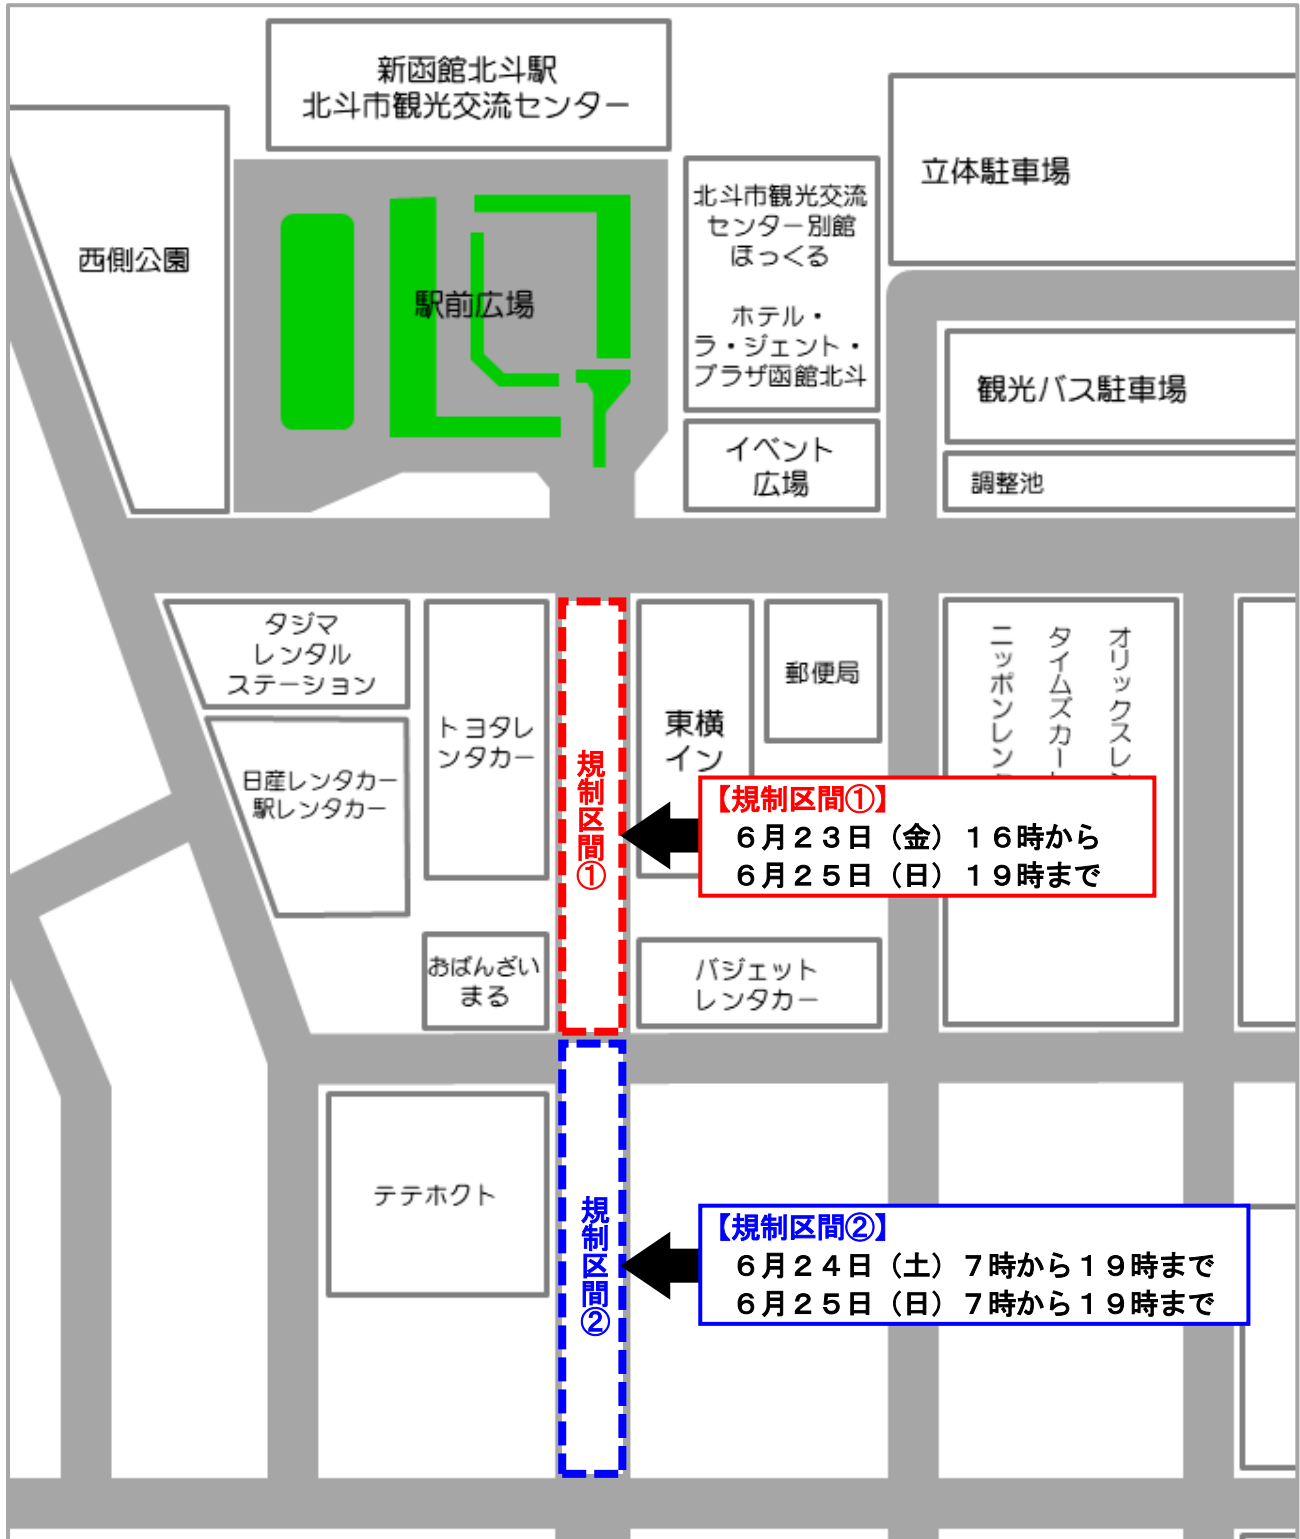 新函館北斗駅
北斗市観光交流センター
立体駐車場
西側公園
駅前広場
北斗市観光交流
センター別館
ほっくる
ホテル・
ラ・ジェント・
プラザ函館北斗
観光バス駐車場
イベント
広場
調整池
タジマ
レンタル
ステーション
トヨタレ
ンタカー
日産レンタカー
駅レンタカー
規制区間①
東横
イン
郵便局
オリックスレン
タイムズカー
ニッポンレン
【規制区間①】
６月２３日（金）１６時から
６月２５日（日）１９時まで
おばんざい
まる
バジェット
レンタカー
テテホクト
規制区間②
【規制区間②】
６月２４日（土）７時から１９時まで
６月２５日（日）７時から１９時まで